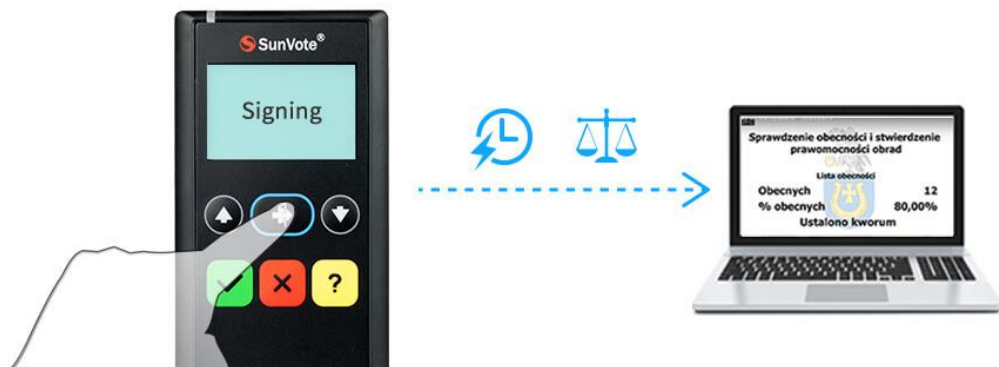 SunVote®
Signing
?
Sprawdzenie obecności i stwierdzenie
prawomocności obrad
Lista obecności
Obecnych 12
% obecnych 80,00%
Ustalono kworum